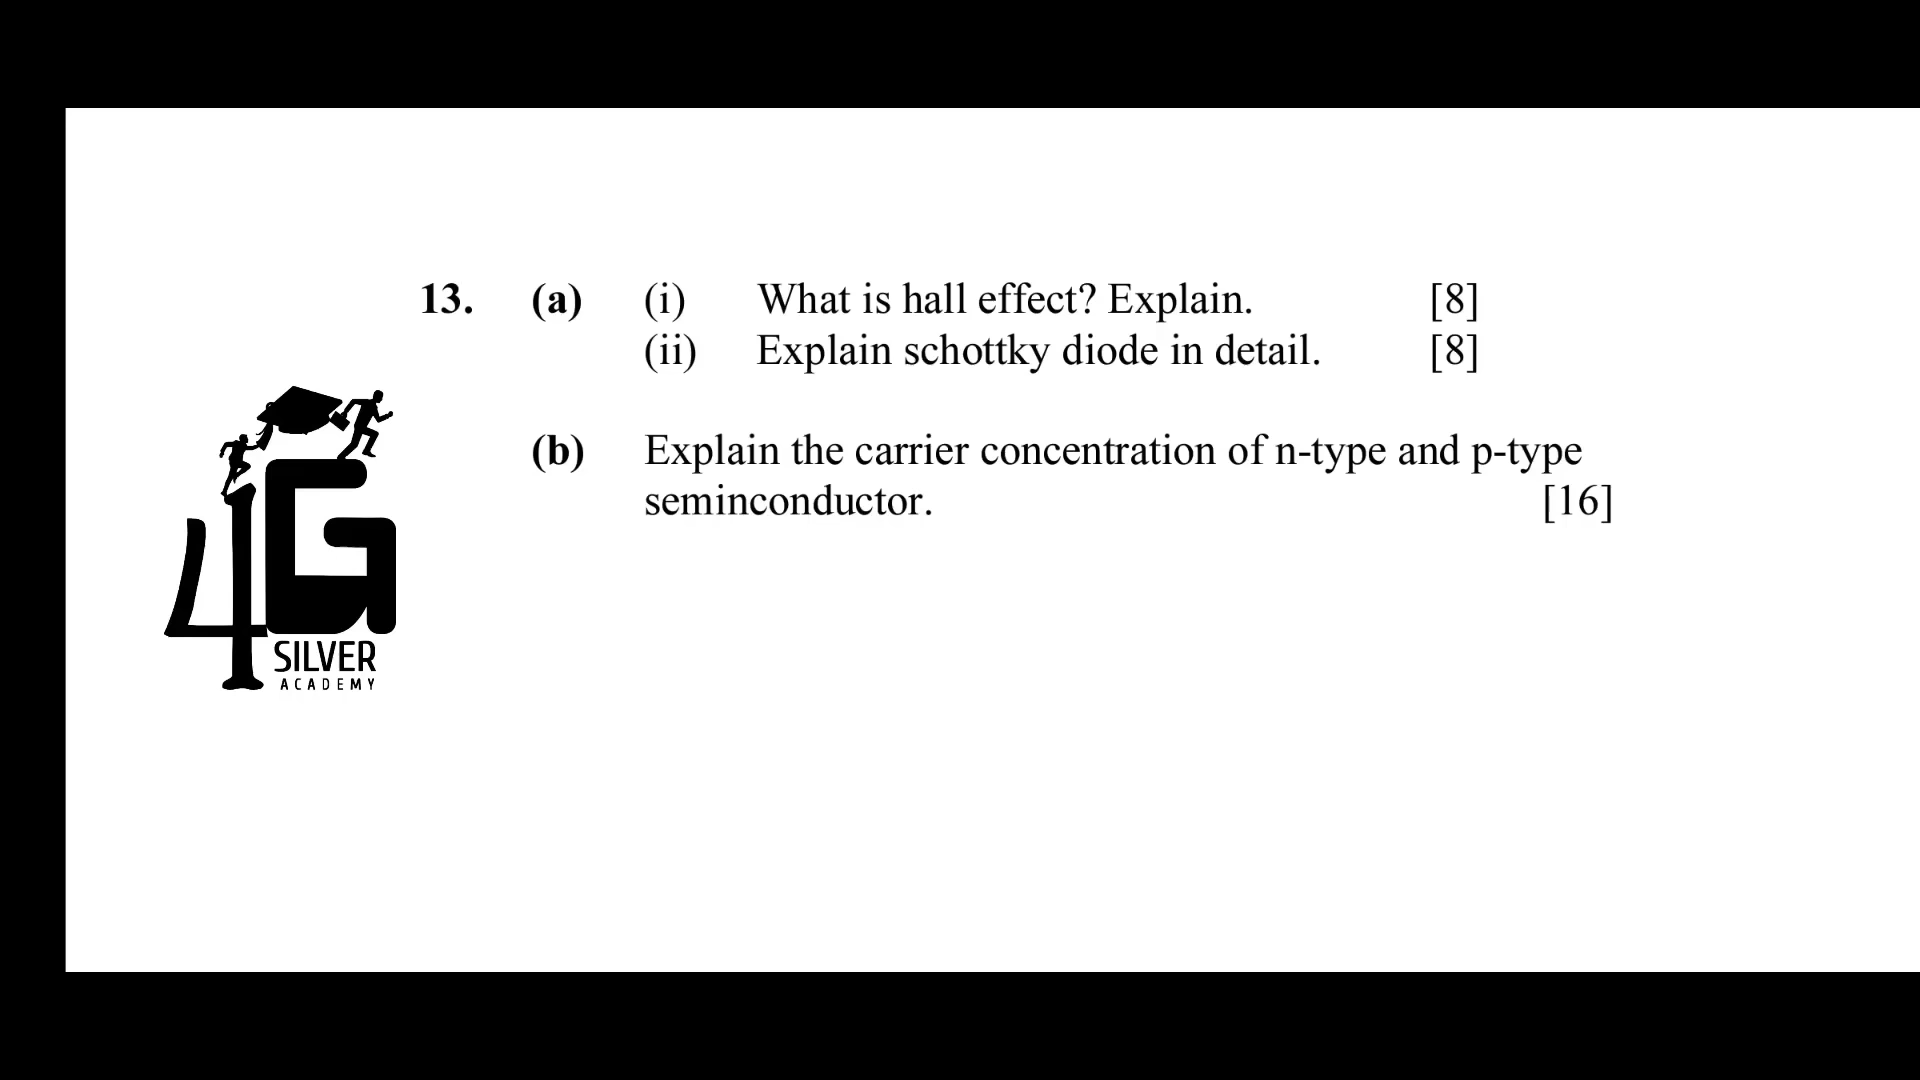 13. (a) (i) What is hall effect? Explain. [8]
(ii) Explain schottky diode in detail. [8]
(b) Explain the carrier concentration of n-type and p-type
seminconductor. [16]
4G
SILVER
ACADEMY